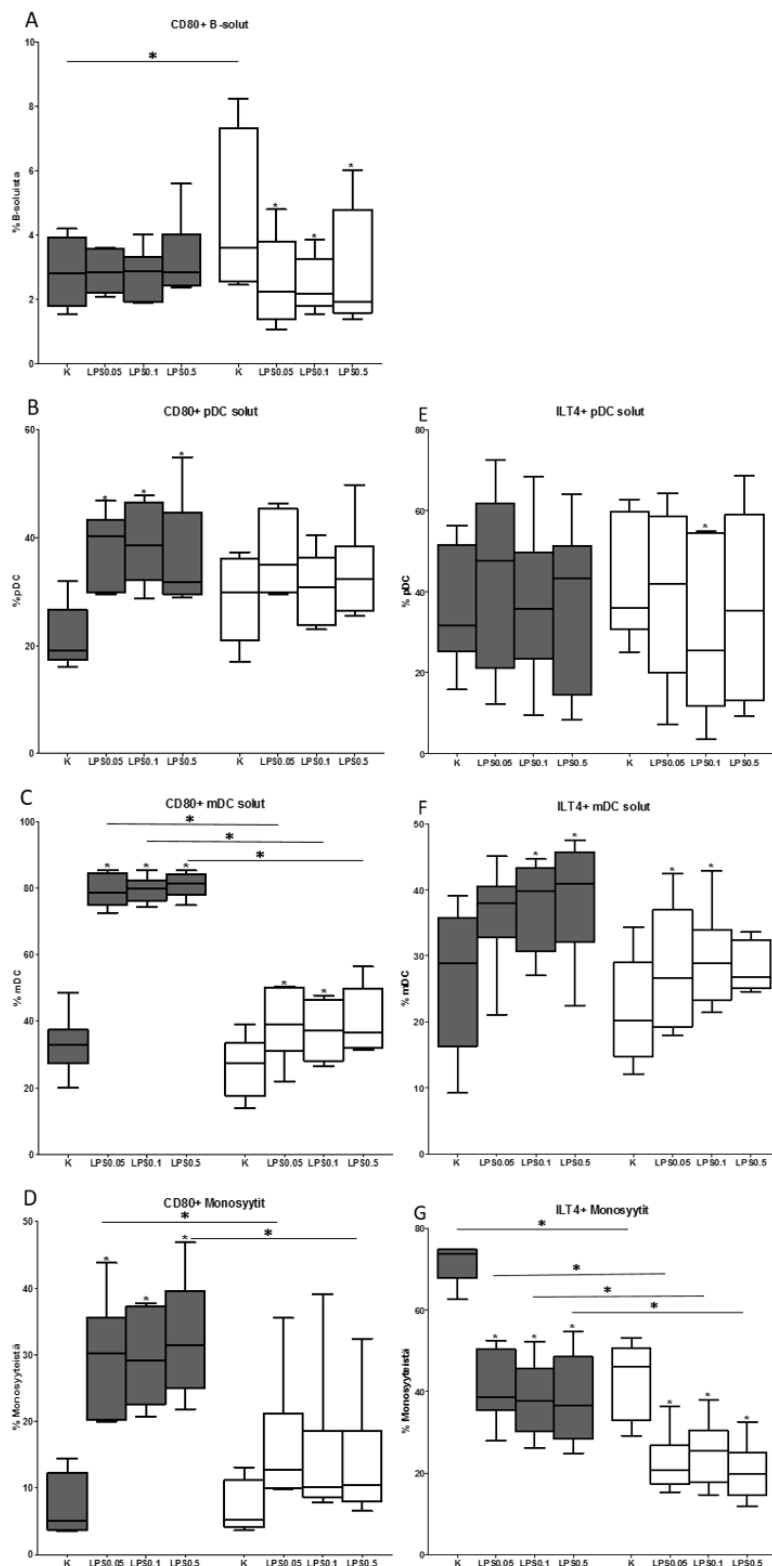 A
CD80+ B-solut
*
10
8
6
4
2
0
% B-soluista
* * *
K LPS0.05 LPS0.1 LPS0.5 K LPS0.05 LPS0.1 LPS0.5
B
CD80+ pDC solut
60
40
20
0
%pDC
* * *
K LPS0.05 LPS0.1 LPS0.5 K LPS0.05 LPS0.1 LPS0.5
E
ILT4+ pDC solut
80
60
40
20
0
% pDC
*
K LPS0.05 LPS0.1 LPS0.5 K LPS0.05 LPS0.1 LPS0.5
C
CD80+ mDC solut
*
*
*
100
80
60
40
20
0
% mDC
* * * * *
K LPS0.05 LPS0.1 LPS0.5 K LPS0.05 LPS0.1 LPS0.5
F
ILT4+ mDC solut
50
40
30
20
10
0
% mDC
* * * *
K LPS0.05 LPS0.1 LPS0.5 K LPS0.05 LPS0.1 LPS0.5
D
CD80+ Monosyytit
*
*
50
40
30
20
10
0
% Monosyyteistä
* * *
K LPS0.05 LPS0.1 LPS0.5 K LPS0.05 LPS0.1 LPS0.5
G
ILT4+ Monosyytit
*
*
*
*
80
60
40
20
0
% Monosyyteistä
* * * * * *
K LPS0.05 LPS0.1 LPS0.5 K LPS0.05 LPS0.1 LPS0.5